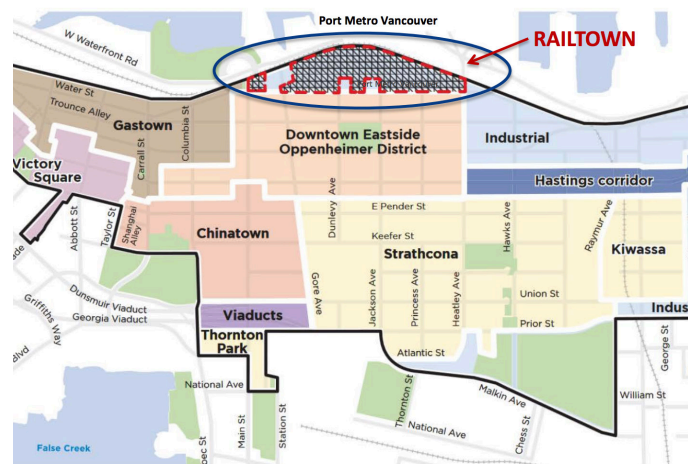 Port Metro Vancouver
W Waterfront Rd
RAILTOWN
Water St
Trounce Alley
Gastown
Columbia St
Carrall St
Downtown Eastside
Oppenheimer District
Industrial
Victory
Square
Hastings corridor
Abbott St
Taylor St
Shanghai
Alley
Chinatown
Dunlevy Ave
E Pender St
Keefer St
Strathcona
Hawks Ave
Raymur Ave
Kiwassa
Gore Ave
Jackson Ave
Princess Ave
Heatley Ave
Union St
Prior St
Indus
Dunsmuir Viaduct
Georgia Viaduct
Griffiths Way
Viaducts
Thornton
Park
Atlantic St
National Ave
Malkin Ave
George St
William St
Thornton St
National Ave
Chess St
Main St
Station St
False Creek